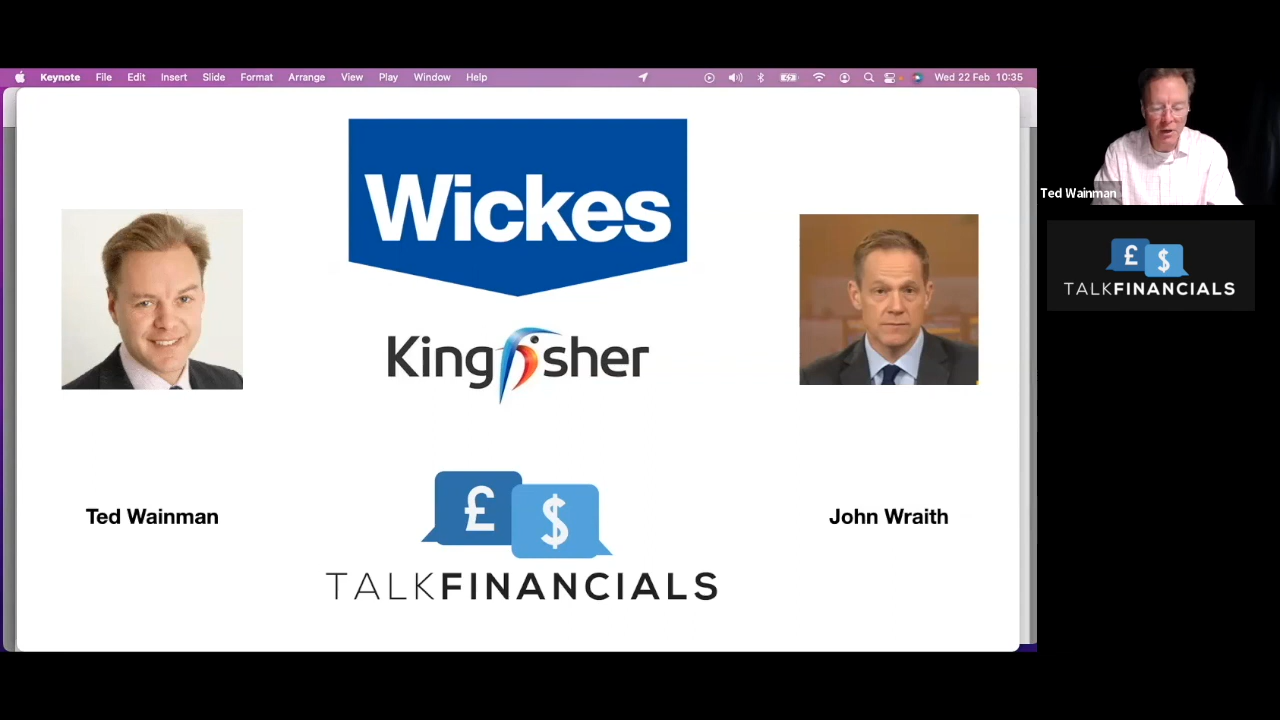 Keynote File Edit Insert Slide Format Arrange View Play Window Help Wed 22 Feb 10:35
Wickes
Kingfisher
£ $
TALKFINANCIALS
Ted Wainman
John Wraith
Ted Wainman
£ $
TALKFINANCIALS